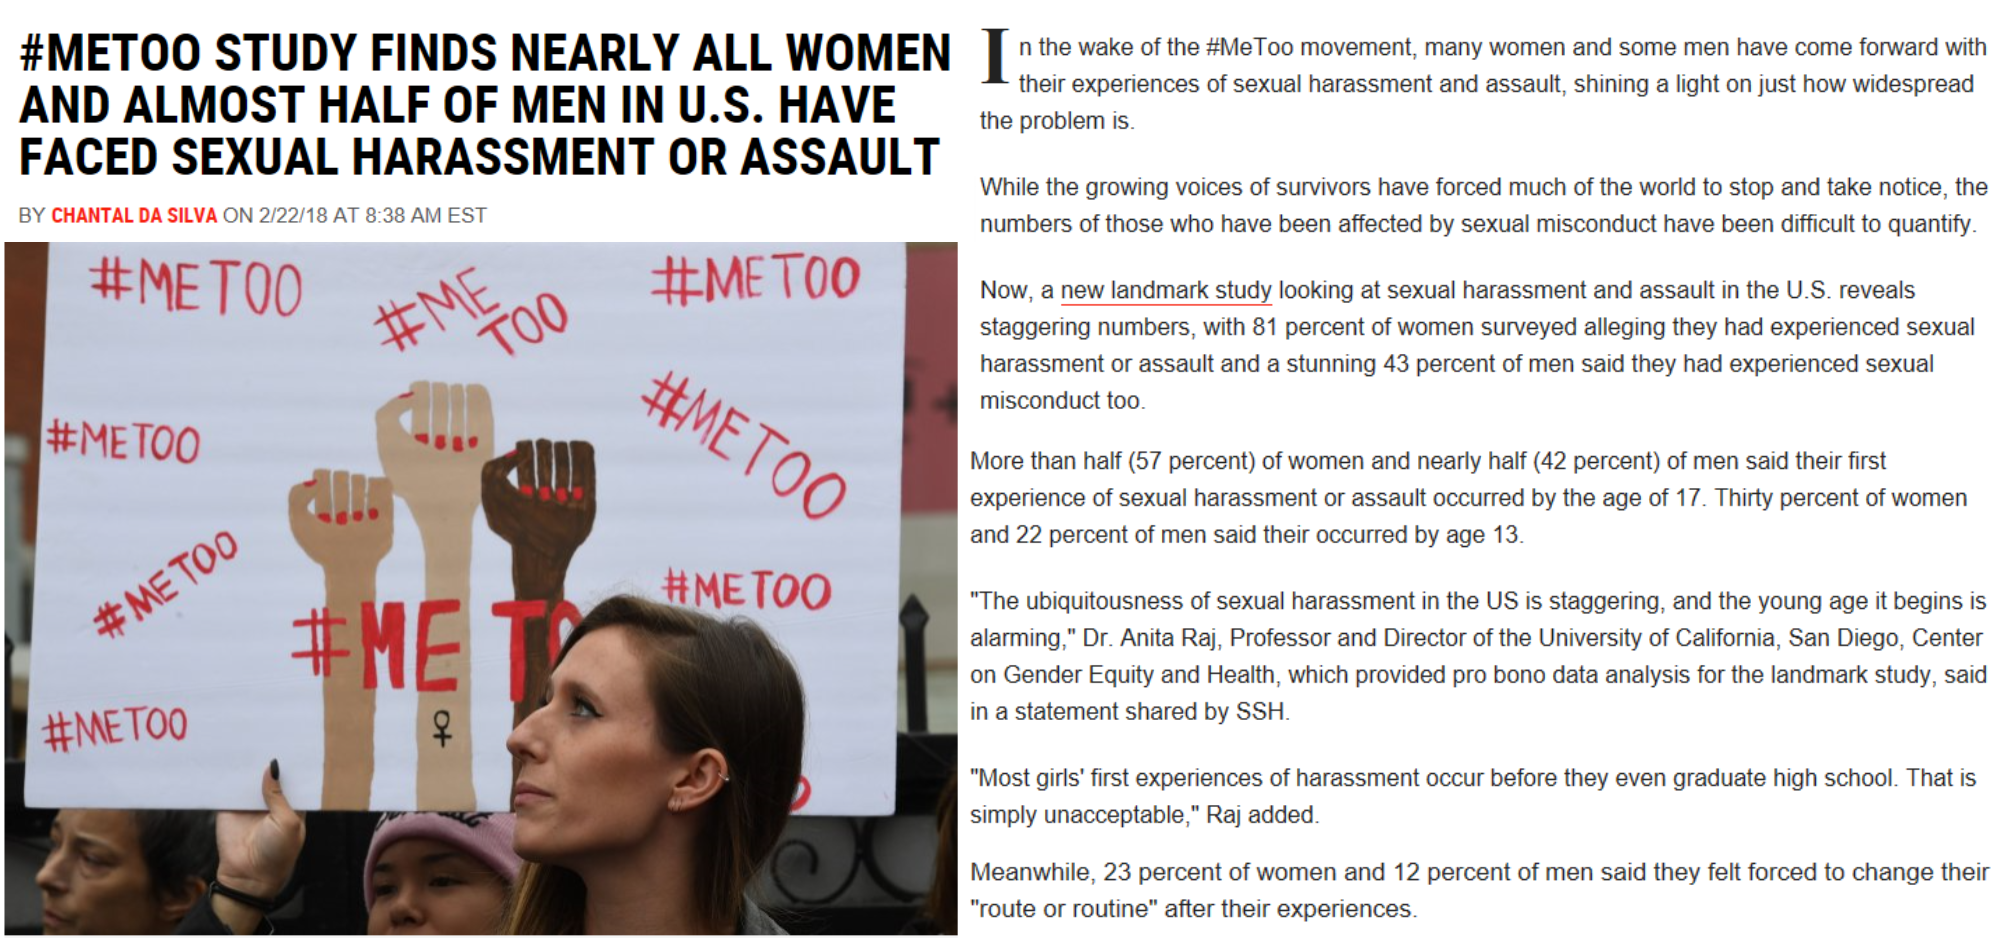 #METOO STUDY FINDS NEARLY ALL WOMEN
AND ALMOST HALF OF MEN IN U.S. HAVE
FACED SEXUAL HARASSMENT OR ASSAULT
BY CHANTAL DA SILVA ON 2/22/18 AT 8:38 AM EST
#METOO
#ME
TOO
#METOO
#METOO
#METOO
#METOO
#METOO
#ME TO
#METOO
In the wake of the #MeToo movement, many women and some men have come forward with
their experiences of sexual harassment and assault, shining a light on just how widespread
the problem is.
While the growing voices of survivors have forced much of the world to stop and take notice, the
numbers of those who have been affected by sexual misconduct have been difficult to quantify.
Now, a new landmark study looking at sexual harassment and assault in the U.S. reveals
staggering numbers, with 81 percent of women surveyed alleging they had experienced sexual
harassment or assault and a stunning 43 percent of men said they had experienced sexual
misconduct too.
More than half (57 percent) of women and nearly half (42 percent) of men said their first
experience of sexual harassment or assault occurred by the age of 17. Thirty percent of women
and 22 percent of men said their occurred by age 13.
"The ubiquitousness of sexual harassment in the US is staggering, and the young age it begins is
alarming," Dr. Anita Raj, Professor and Director of the University of California, San Diego, Center
on Gender Equity and Health, which provided pro bono data analysis for the landmark study, said
in a statement shared by SSH.
"Most girls' first experiences of harassment occur before they even graduate high school. That is
simply unacceptable," Raj added.
Meanwhile, 23 percent of women and 12 percent of men said they felt forced to change their
"route or routine" after their experiences.